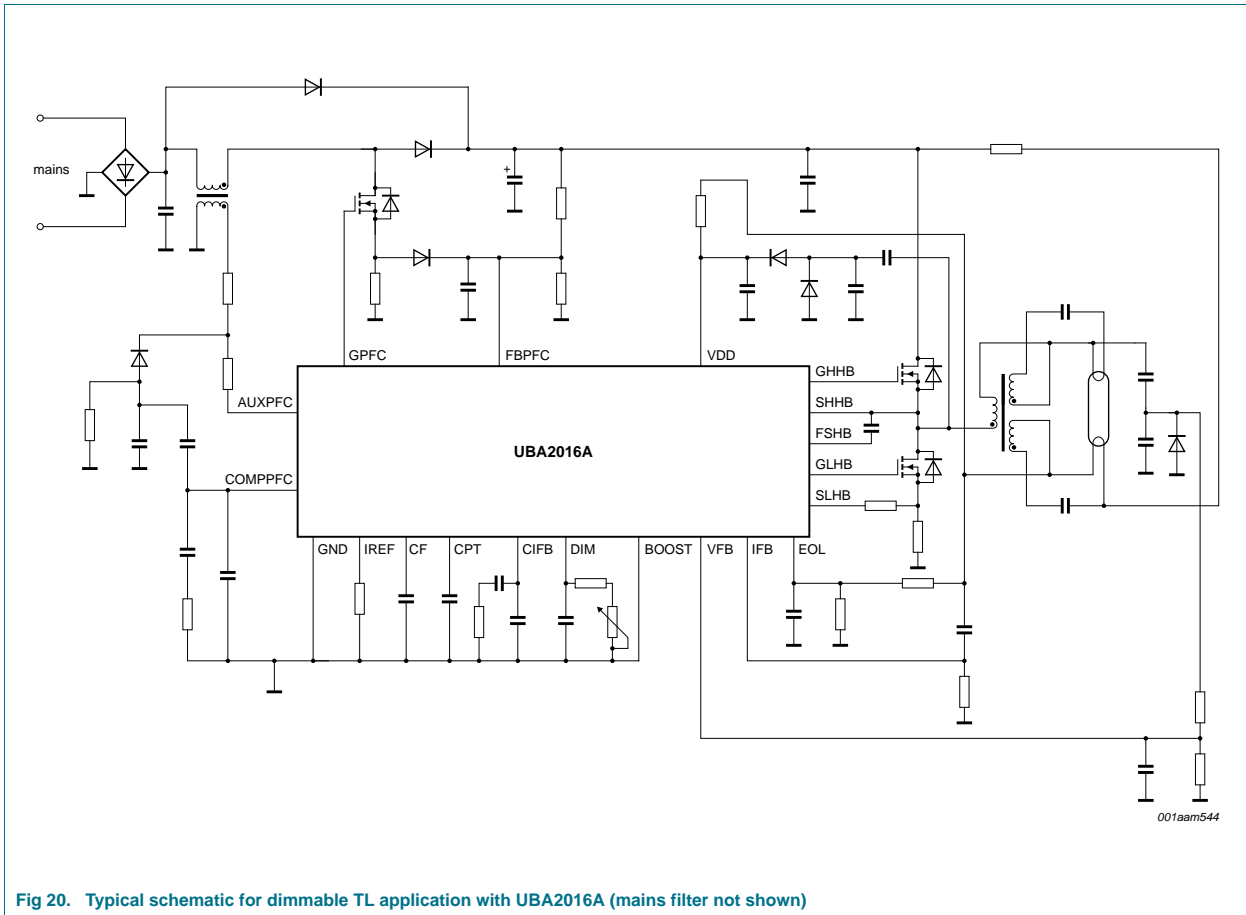 mains
+
GPFC
FBPFC
VDD
AUXPFC
COMPPFC
UBA2016A
GHHB
SHHB
FSHB
GLHB
SLHB
GND
IREF
CF
CPT
CIFB
DIM
BOOST
VFB
IFB
EOL
001aam544
Fig 20. Typical schematic for dimmable TL application with UBA2016A (mains filter not shown)